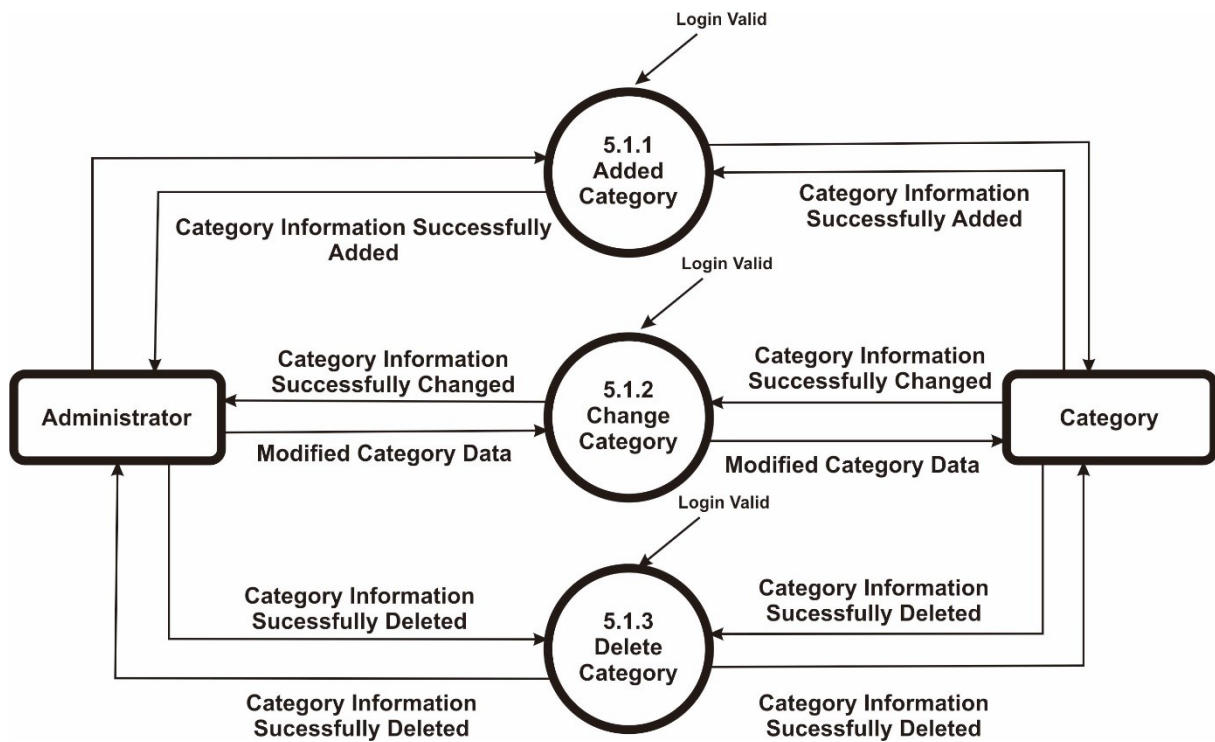 Login Valid
5.1.1
Added
Category
Category Information Successfully
Added
Category Information
Successfully Added
Login Valid
Category Information
Successfully Changed
Category Information
Successfully Changed
Administrator
5.1.2
Change
Category
Category
Modified Category Data
Modified Category Data
Login Valid
Category Information
Sucessfully Deleted
Category Information
Sucessfully Deleted
5.1.3
Delete
Category
Category Information
Sucessfully Deleted
Category Information
Sucessfully Deleted